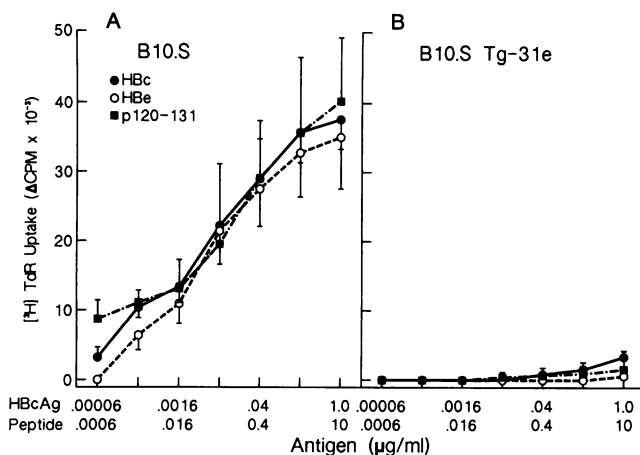 A
B
B10.S
B10.S Tg-31e
HBc
HBe
p120-131
[³H] TdR Uptake (ΔCPM x 10⁻³)
50
40
30
20
10
0
HBcAg .00006 .0016 .04 1.0 .00006 .0016 .04 1.0
Peptide .0006 .016 0.4 10 .0006 .016 0.4 10
Antigen (μg/ml)